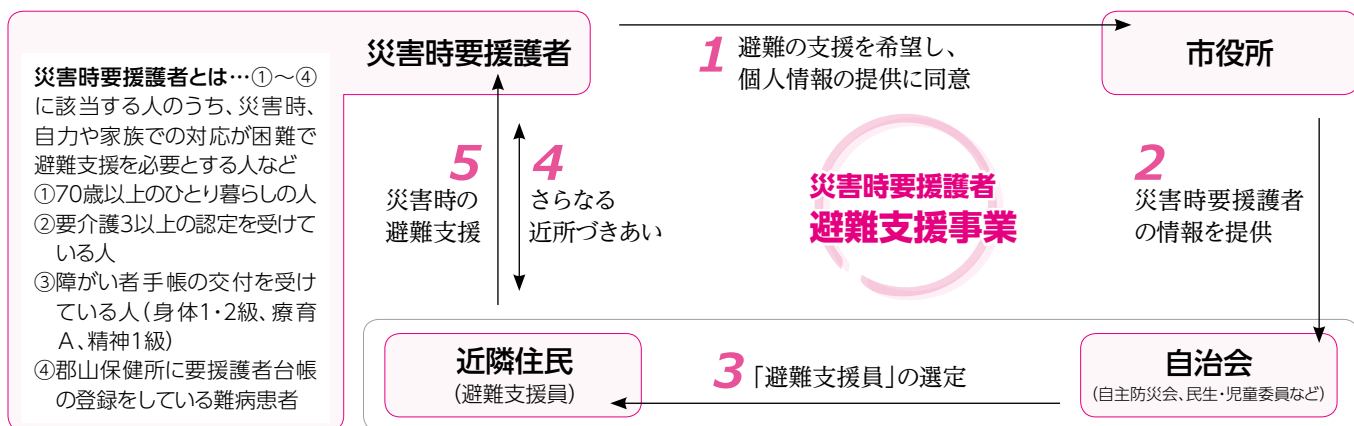 災害時要援護者
災害時要援護者とは…①～④
に該当する人のうち、災害時、
自力や家族での対応が困難で
避難支援を必要とする人など
①70歳以上のひとり暮らしの人
②要介護3以上の認定を受けて
いる人
③障がい者手帳の交付を受け
ている人(身体1・2級、療育
A、精神1級)
④郡山保健所に要援護者台帳
の登録をしている難病患者
1 避難の支援を希望し、
個人情報の提供に同意
市役所
2
災害時要援護者
の情報を提供
災害時要援護者
避難支援事業
5
災害時の
避難支援
4
さらなる
近所づきあい
近隣住民
(避難支援員)
3 「避難支援員」の選定
自治会
(自主防災会、民生・児童委員など)